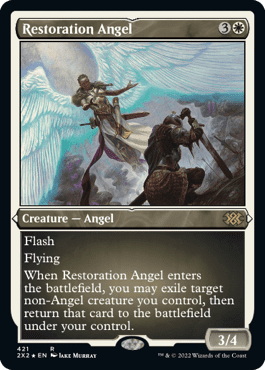 Restoration Angel 3
Creature — Angel
Flash
Flying
When Restoration Angel enters
the battlefield, you may exile target
non-Angel creature you control, then
return that card to the battlefield
under your control.
3/4
421 R
2X2 ★ EN Jake Murray ™ & © 2022 Wizards of the Coast